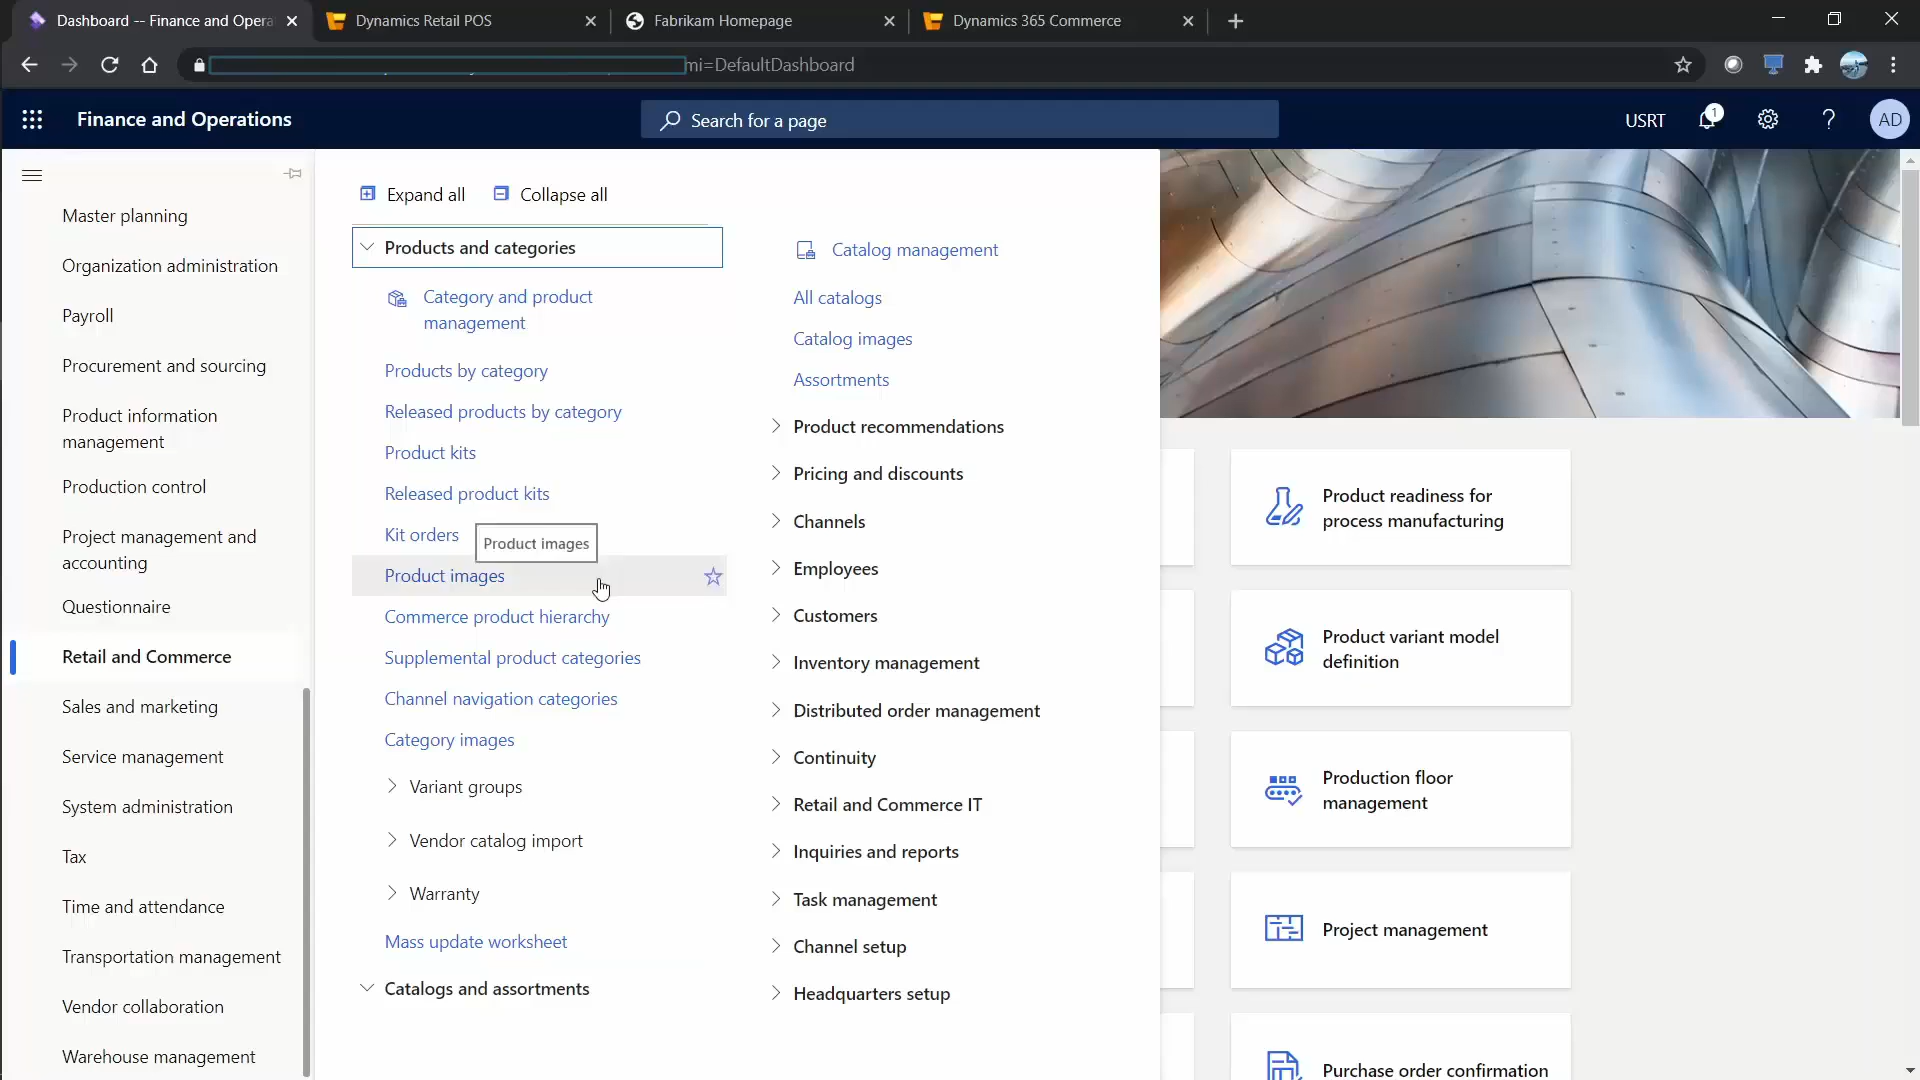 Dashboard -- Finance and Opera
Dynamics Retail POS
Fabrikam Homepage
Dynamics 365 Commerce
mi=DefaultDashboard
Finance and Operations
Search for a page
USRT
1
AD
Master planning
Organization administration
Payroll
Procurement and sourcing
Product information
management
Production control
Project management and
accounting
Questionnaire
Retail and Commerce
Sales and marketing
Service management
System administration
Tax
Time and attendance
Transportation management
Vendor collaboration
Warehouse management
Expand all
Collapse all
Products and categories
Category and product
management
Products by category
Released products by category
Product kits
Released product kits
Kit orders
Product images
Product images
Commerce product hierarchy
Supplemental product categories
Channel navigation categories
Category images
Variant groups
Vendor catalog import
Warranty
Mass update worksheet
Catalogs and assortments
Catalog management
All catalogs
Catalog images
Assortments
Product recommendations
Pricing and discounts
Channels
Employees
Customers
Inventory management
Distributed order management
Continuity
Retail and Commerce IT
Inquiries and reports
Task management
Channel setup
Headquarters setup
Product readiness for
process manufacturing
Product variant model
definition
Production floor
management
Project management
Purchase order confirmation